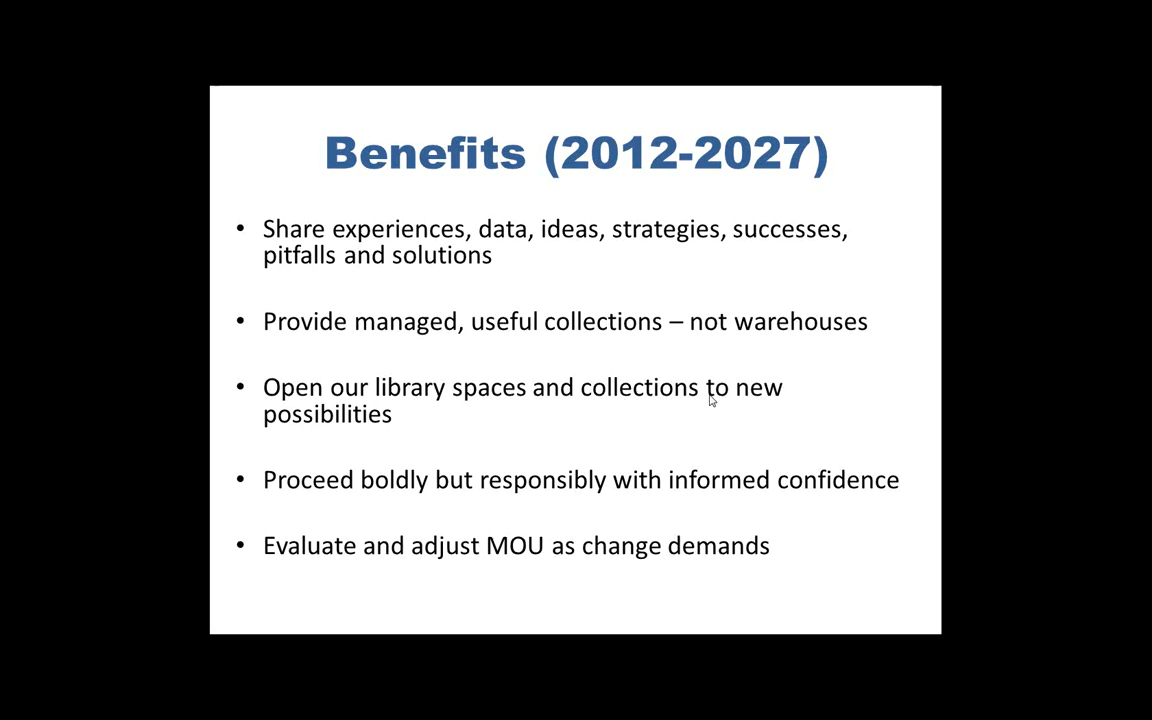 Benefits (2012-2027)
• Share experiences, data, ideas, strategies, successes,
pitfalls and solutions
• Provide managed, useful collections – not warehouses
• Open our library spaces and collections to new
possibilities
• Proceed boldly but responsibly with informed confidence
• Evaluate and adjust MOU as change demands